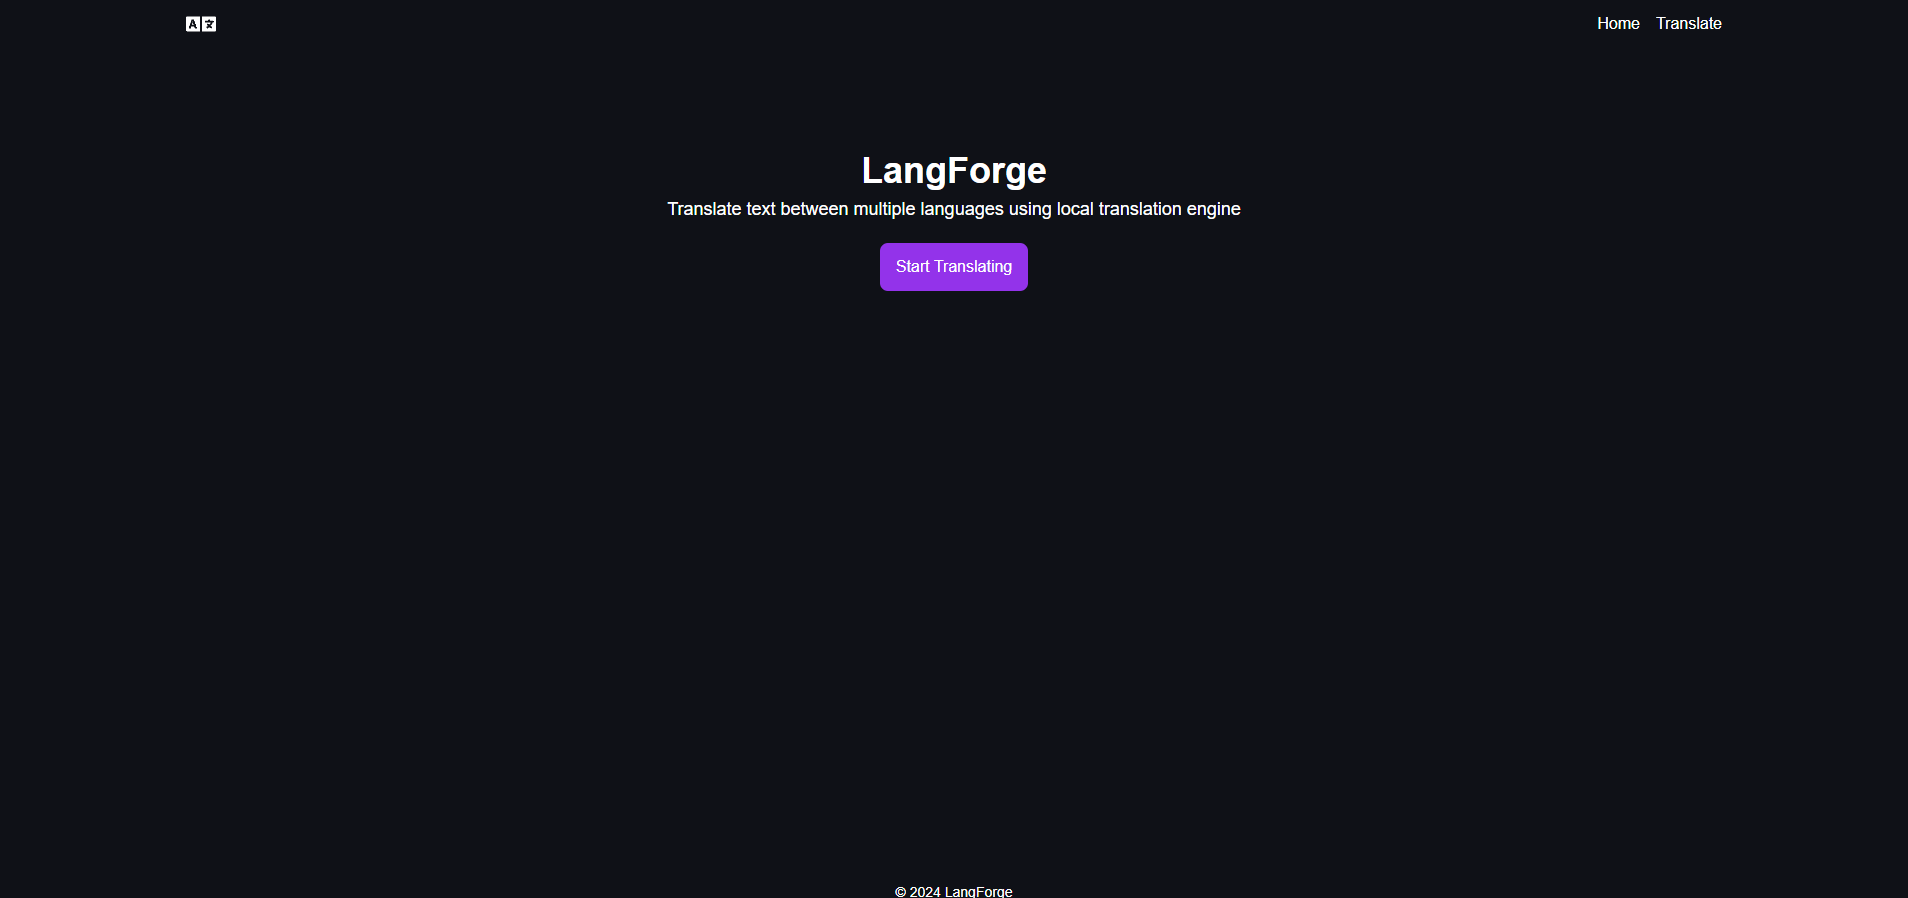 Home Translate
LangForge
Translate text between multiple languages using local translation engine
Start Translating
© 2024 LangForge